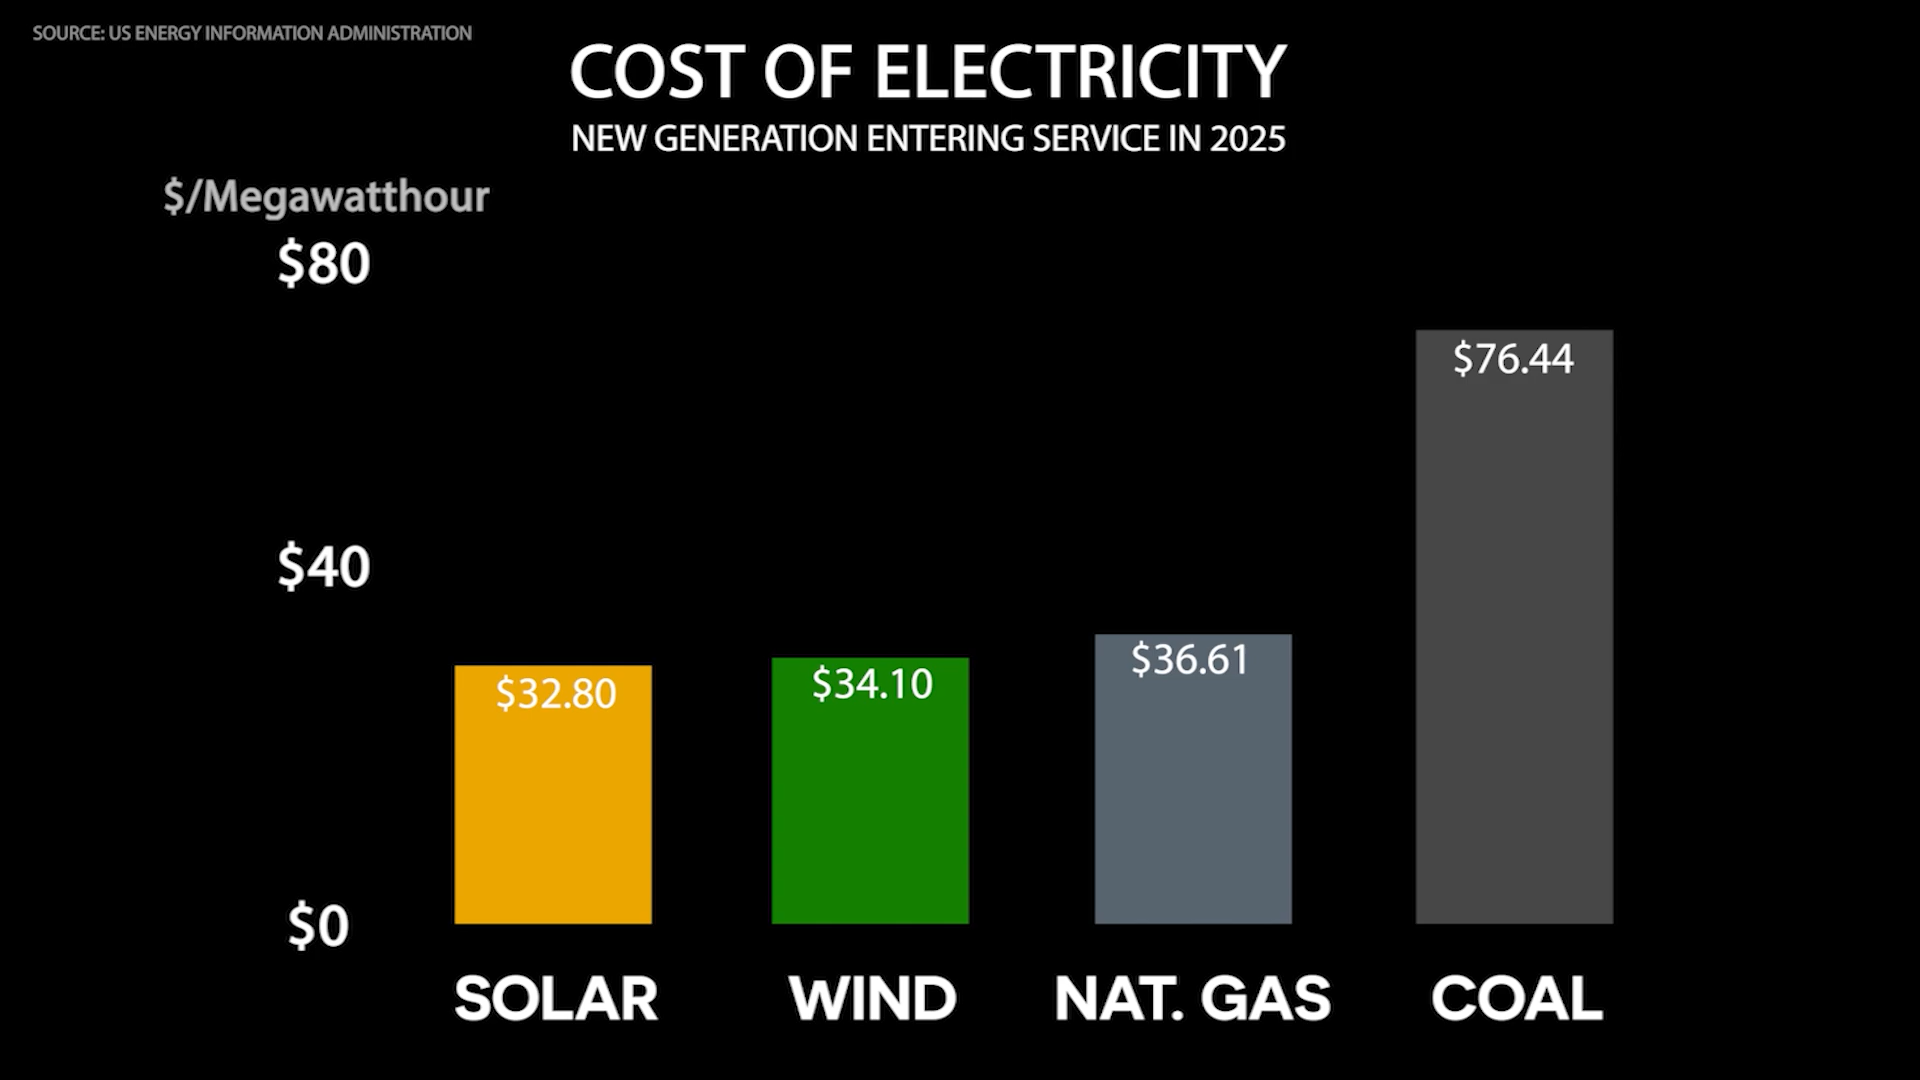 SOURCE: US ENERGY INFORMATION ADMINISTRATION
COST OF ELECTRICITY
NEW GENERATION ENTERING SERVICE IN 2025
$/Megawatthour
$80
$40
$0
$32.80
$34.10
$36.61
$76.44
SOLAR
WIND
NAT. GAS
COAL